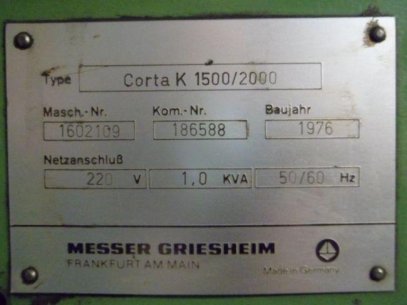 Type Corta K 1500/2000
Masch.-Nr. Kom.-Nr. Baujahr
1602109 186588 1976
Netzanschluß
220 V 1,0 KVA 50/60 Hz
MESSER GRIESHEIM
FRANKFURT AM MAIN
Made in Germany